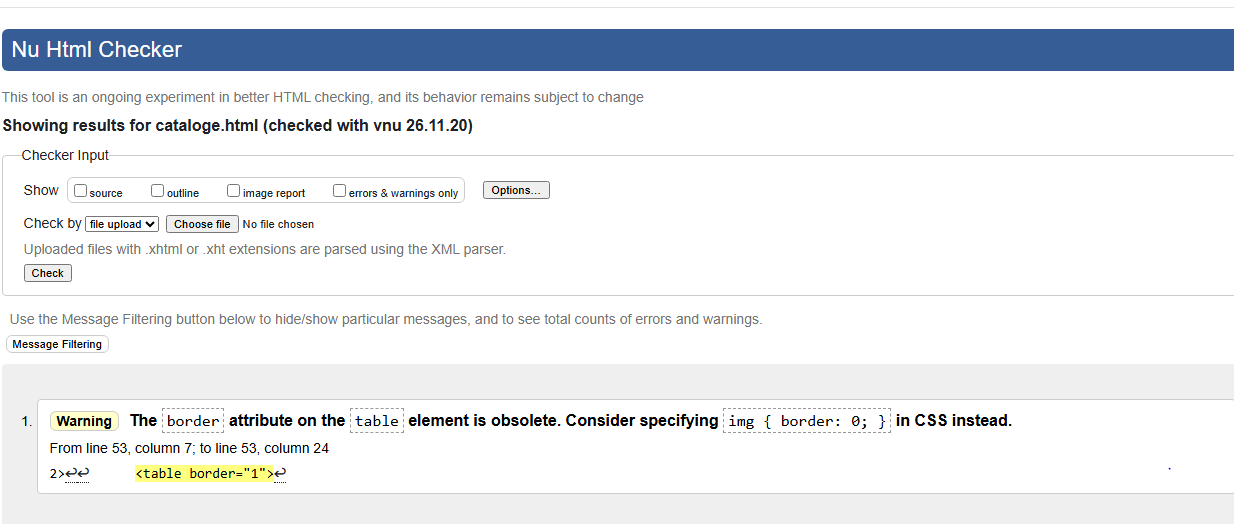 Nu Html Checker
This tool is an ongoing experiment in better HTML checking, and its behavior remains subject to change
Showing results for cataloge.html (checked with vnu 26.11.20)
Checker Input
Show source outline image report errors & warnings only Options...
Check by file upload Choose file No file chosen
Uploaded files with .xhtml or .xht extensions are parsed using the XML parser.
Check
Use the Message Filtering button below to hide/show particular messages, and to see total counts of errors and warnings.
Message Filtering
1. Warning The border attribute on the table element is obsolete. Consider specifying img { border: 0; } in CSS instead.
From line 53, column 7; to line 53, column 24
2>↩↩ <table border="1">↩